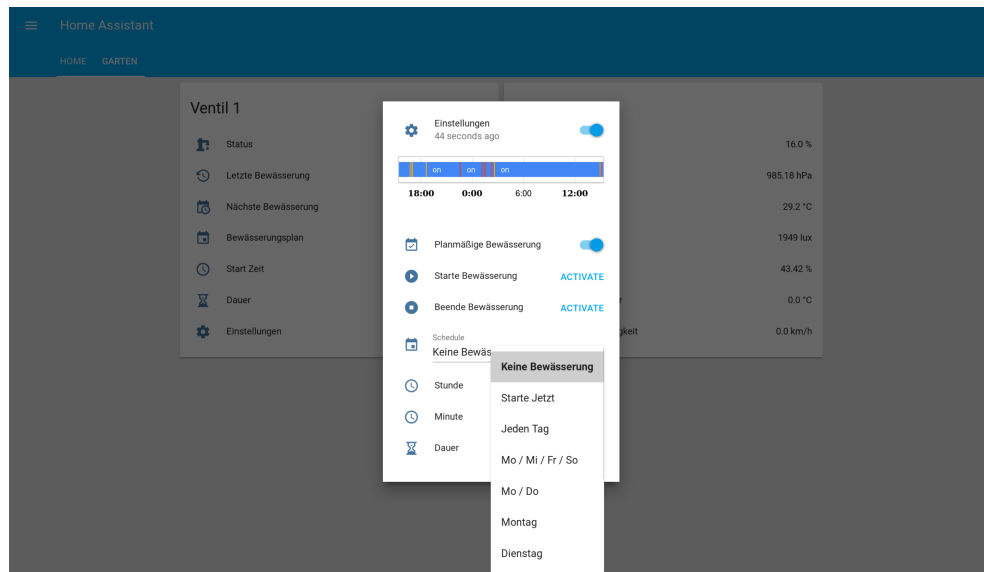 Home Assistant
HOME GARTEN
Ventil 1
Status
Letzte Bewässerung
Nächste Bewässerung
Bewässerungsplan
Start Zeit
Dauer
Einstellungen
Einstellungen
44 seconds ago
on on on
18:00 0:00 6:00 12:00
Planmäßige Bewässerung
Starte Bewässerung ACTIVATE
Beende Bewässerung ACTIVATE
Schedule
Keine Bewäs
Stunde
Minute
Dauer
Keine Bewässerung
Starte Jetzt
Jeden Tag
Mo / Mi / Fr / So
Mo / Do
Montag
Dienstag
16.0 %
985.18 hPa
29.2 °C
1949 lux
43.42 %
r 0.0 °C
gkeit 0.0 km/h